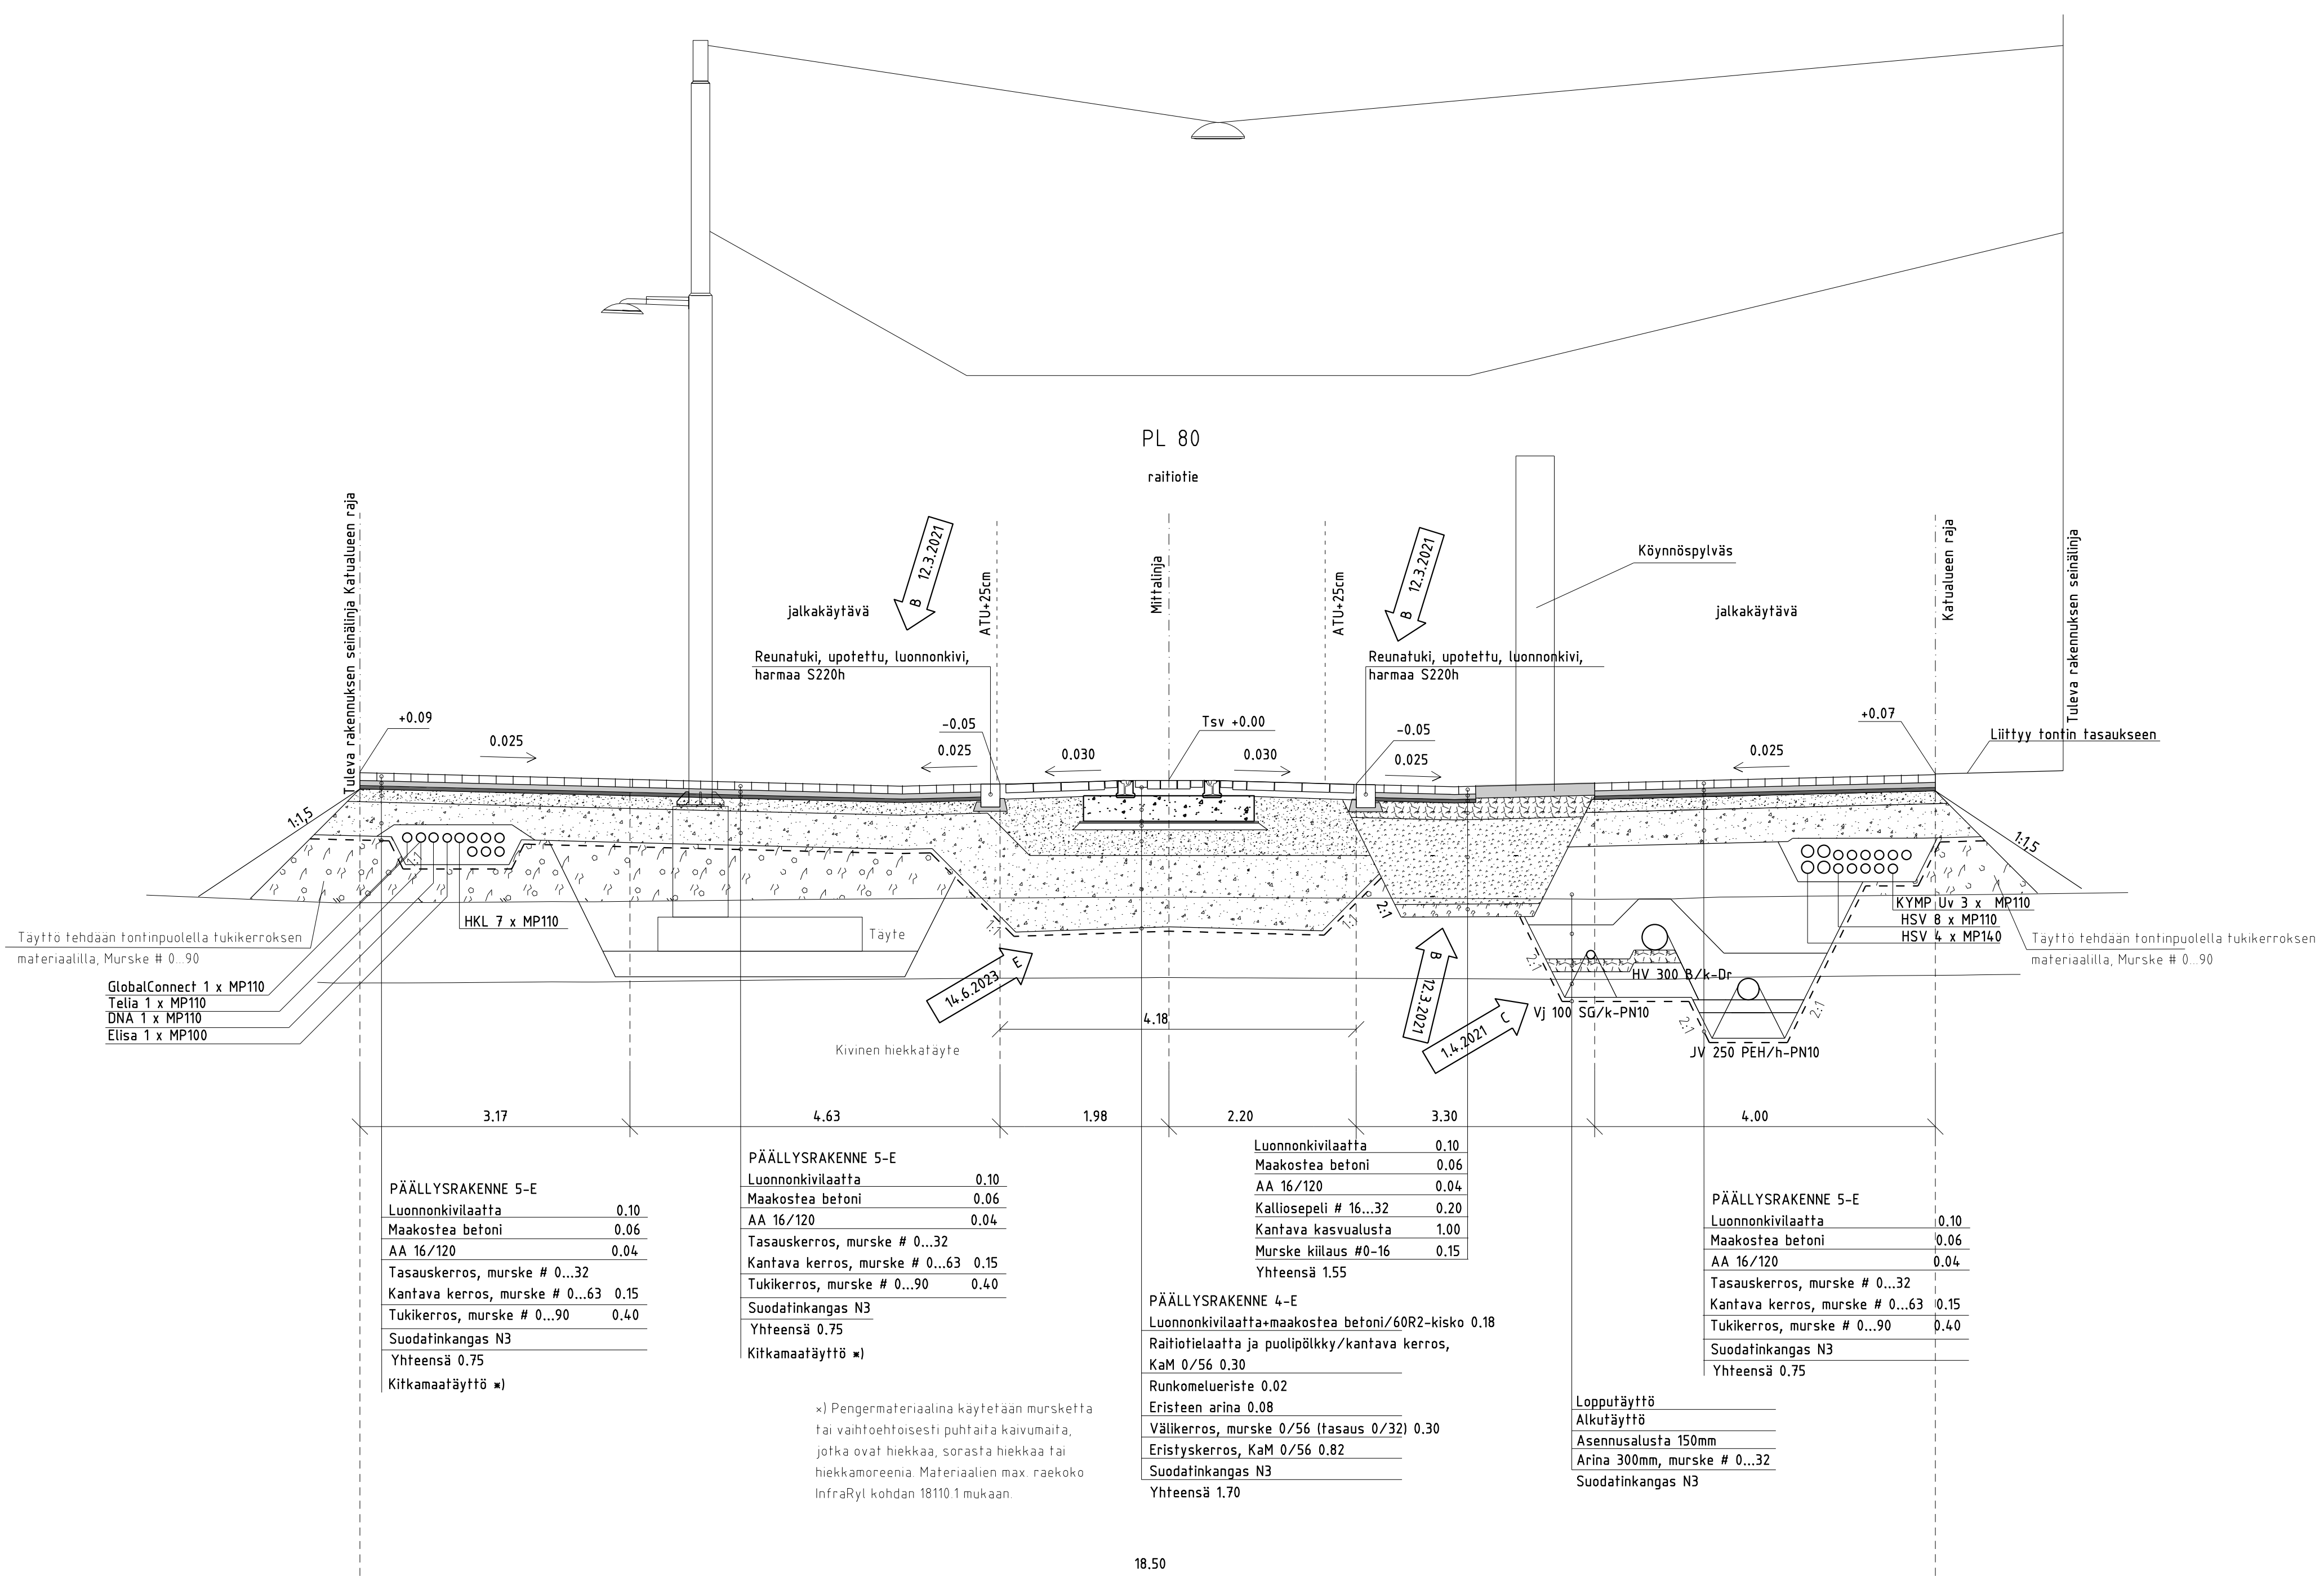 PL 80
raitiotie
Tuleva rakennuksen seinälinja Katualueen raja
jalkakäytävä
B 12.3.2021
ATU+25cm
Mittalinja
ATU+25cm
B 12.3.2021
Köynnöspylväs
jalkakäytävä
Katualueen raja
Tuleva rakennuksen seinälinja
Reunatuki, upotettu, luonnonkivi,
harmaa S220h
Reunatuki, upotettu, luonnonkivi,
harmaa S220h
+0.09
0.025
-0.05
0.025
0.030
Tsv +0.00
0.030
-0.05
0.025
0.025
+0.07
Liittyy tontin tasaukseen
1:1,5
1:1,5
HKL 7 x MP110
Täyte
2:1
2:1
2:1
2:1
2:1
2:1
2:1
KYMP Uv 3 x MP110
HSV 8 x MP110
HSV 4 x MP140
Täyttö tehdään tontinpuolella tukikerroksen
materiaalilla, Murske # 0...90
Täyttö tehdään tontinpuolella tukikerroksen
materiaalilla, Murske # 0...90
GlobalConnect 1 x MP110
Telia 1 x MP110
DNA 1 x MP110
Elisa 1 x MP100
14.6.2023 E
B 12.3.2021
1.4.2021 C
HV 300 B/k-Dr
Vj 100 SG/k-PN10
JV 250 PEH/h-PN10
4.18
Kivinen hiekkatäyte
3.17
4.63
1.98
2.20
3.30
4.00
PÄÄLLYSRAKENNE 5-E
Luonnonkivilaatta 0.10
Maakostea betoni 0.06
AA 16/120 0.04
Tasauskerros, murske # 0...32
Kantava kerros, murske # 0...63 0.15
Tukikerros, murske # 0...90 0.40
Suodatinkangas N3
Yhteensä 0.75
Kitkamaatäyttö *)
PÄÄLLYSRAKENNE 5-E
Luonnonkivilaatta 0.10
Maakostea betoni 0.06
AA 16/120 0.04
Tasauskerros, murske # 0...32
Kantava kerros, murske # 0...63 0.15
Tukikerros, murske # 0...90 0.40
Suodatinkangas N3
Yhteensä 0.75
Kitkamaatäyttö *)
×) Pengermateriaalina käytetään mursketta
tai vaihtoehtoisesti puhtaita kaivumaita,
jotka ovat hiekkaa, sorasta hiekkaa tai
hiekkamoreenia. Materiaalien max. raekoko
InfraRyl kohdan 18110.1 mukaan.
Luonnonkivilaatta 0.10
Maakostea betoni 0.06
AA 16/120 0.04
Kalliosepeli # 16...32 0.20
Kantava kasvualusta 1.00
Murske kiilaus #0-16 0.15
Yhteensä 1.55
PÄÄLLYSRAKENNE 4-E
Luonnonkivilaatta+maakostea betoni/60R2-kisko 0.18
Raitiotielaatta ja puolipölkky/kantava kerros,
KaM 0/56 0.30
Runkomelueriste 0.02
Eristeen arina 0.08
Välikerros, murske 0/56 (tasaus 0/32) 0.30
Eristyskerros, KaM 0/56 0.82
Suodatinkangas N3
Yhteensä 1.70
Lopputäyttö
Alkutäyttö
Asennusalusta 150mm
Arina 300mm, murske # 0...32
Suodatinkangas N3
PÄÄLLYSRAKENNE 5-E
Luonnonkivilaatta 0.10
Maakostea betoni 0.06
AA 16/120 0.04
Tasauskerros, murske # 0...32
Kantava kerros, murske # 0...63 0.15
Tukikerros, murske # 0...90 0.40
Suodatinkangas N3
Yhteensä 0.75
18.50